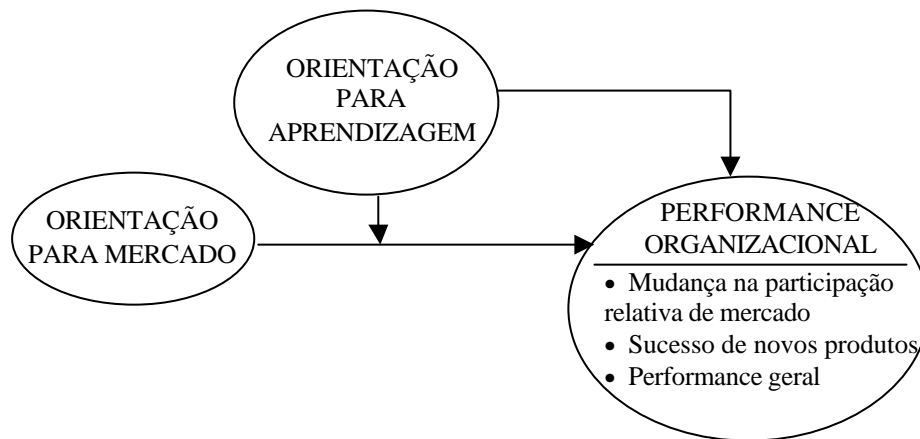 ORIENTAÇÃO
PARA
APRENDIZAGEM
ORIENTAÇÃO
PARA MERCADO
PERFORMANCE
ORGANIZACIONAL
• Mudança na participação
relativa de mercado
• Sucesso de novos produtos
• Performance geral